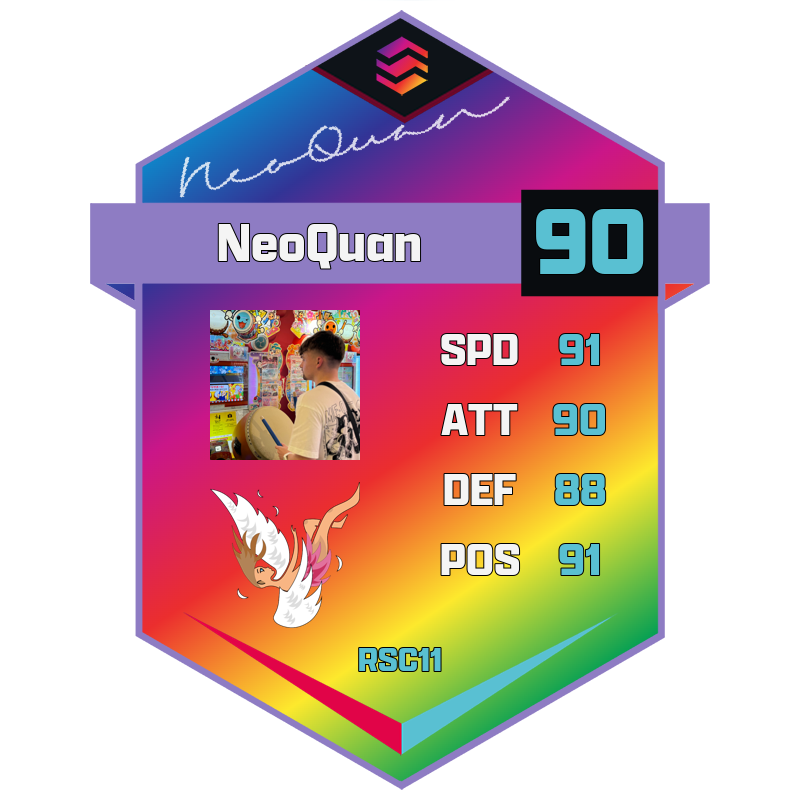 NeoQuan
NeoQuan 90
SPD 91
ATT 90
DEF 88
POS 91
RSC11